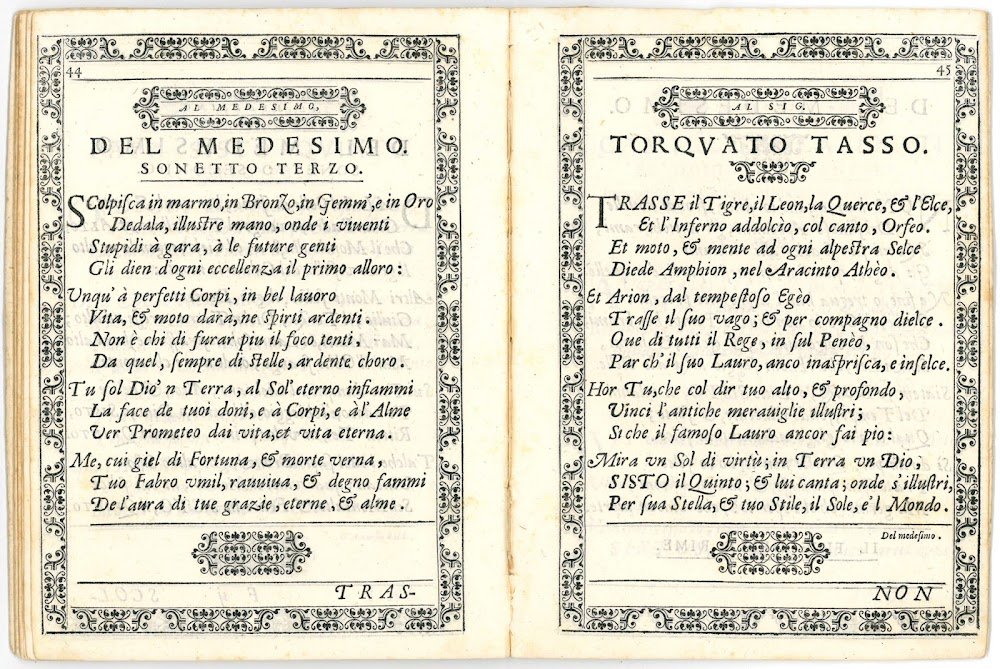 44
AL MEDESIMO,
DEL MEDESIMO.
SONETTO TERZO.
SColpisca in marmo, in Bronzo, in Gemm', e in Oro
Dedala, illustre mano, onde i viuenti
Stupidi à gara, à le future genti
Gli dien d'ogni eccellenza il primo alloro:
Vnqu' à perfetti Corpi, in bel lauoro
Vita, & moto darà, ne spirti ardenti.
Non è chi di furar piu il foco tenti,
Da quel, sempre di stelle, ardente choro.
Tu sol Dio' n Terra, al Sol' eterno infiammi
La face de tuoi doni, e à Corpi, e à l'Alme
Ver Prometeo dai vita, et vita eterna.
Me, cui giel di Fortuna, & morte verna,
Tuo Fabro vmil, rauuiua, & degno fammi
De l'aura di tue grazie, eterne, & alme.
TRAS-
45
AL SIG.
TORQVATO TASSO.
TRASSE il Tigre, il Leon, la Querce, & l'Elce,
Et l'Inferno addolcìo, col canto, Orfeo.
Et moto, & mente ad ogni alpestra Selce
Diede Amphion, nel Aracinto Athèo.
Et Arion, dal tempestoso Egèo
Trasse il suo vago; & per compagno dielce.
Oue di tutti il Rege, in sul Penèo,
Par ch'il suo Lauro, anco inasprisca, e inselce.
Hor Tu, che col dir tuo alto, & profondo,
Vinci l'antiche merauiglie illustri;
Si che il famoso Lauro ancor fai pio:
Mira vn Sol di virtù; in Terra vn Dio,
SISTO il Quinto; & lui canta; onde s'illustri,
Per sua Stella, & tuo Stile, il Sole, e'l Mondo.
Del medesimo.
NON